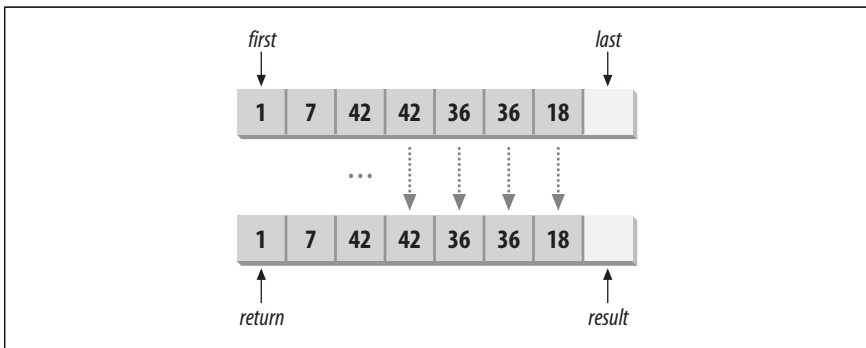 first last
1 7 42 42 36 36 18
...
1 7 42 42 36 36 18
return result